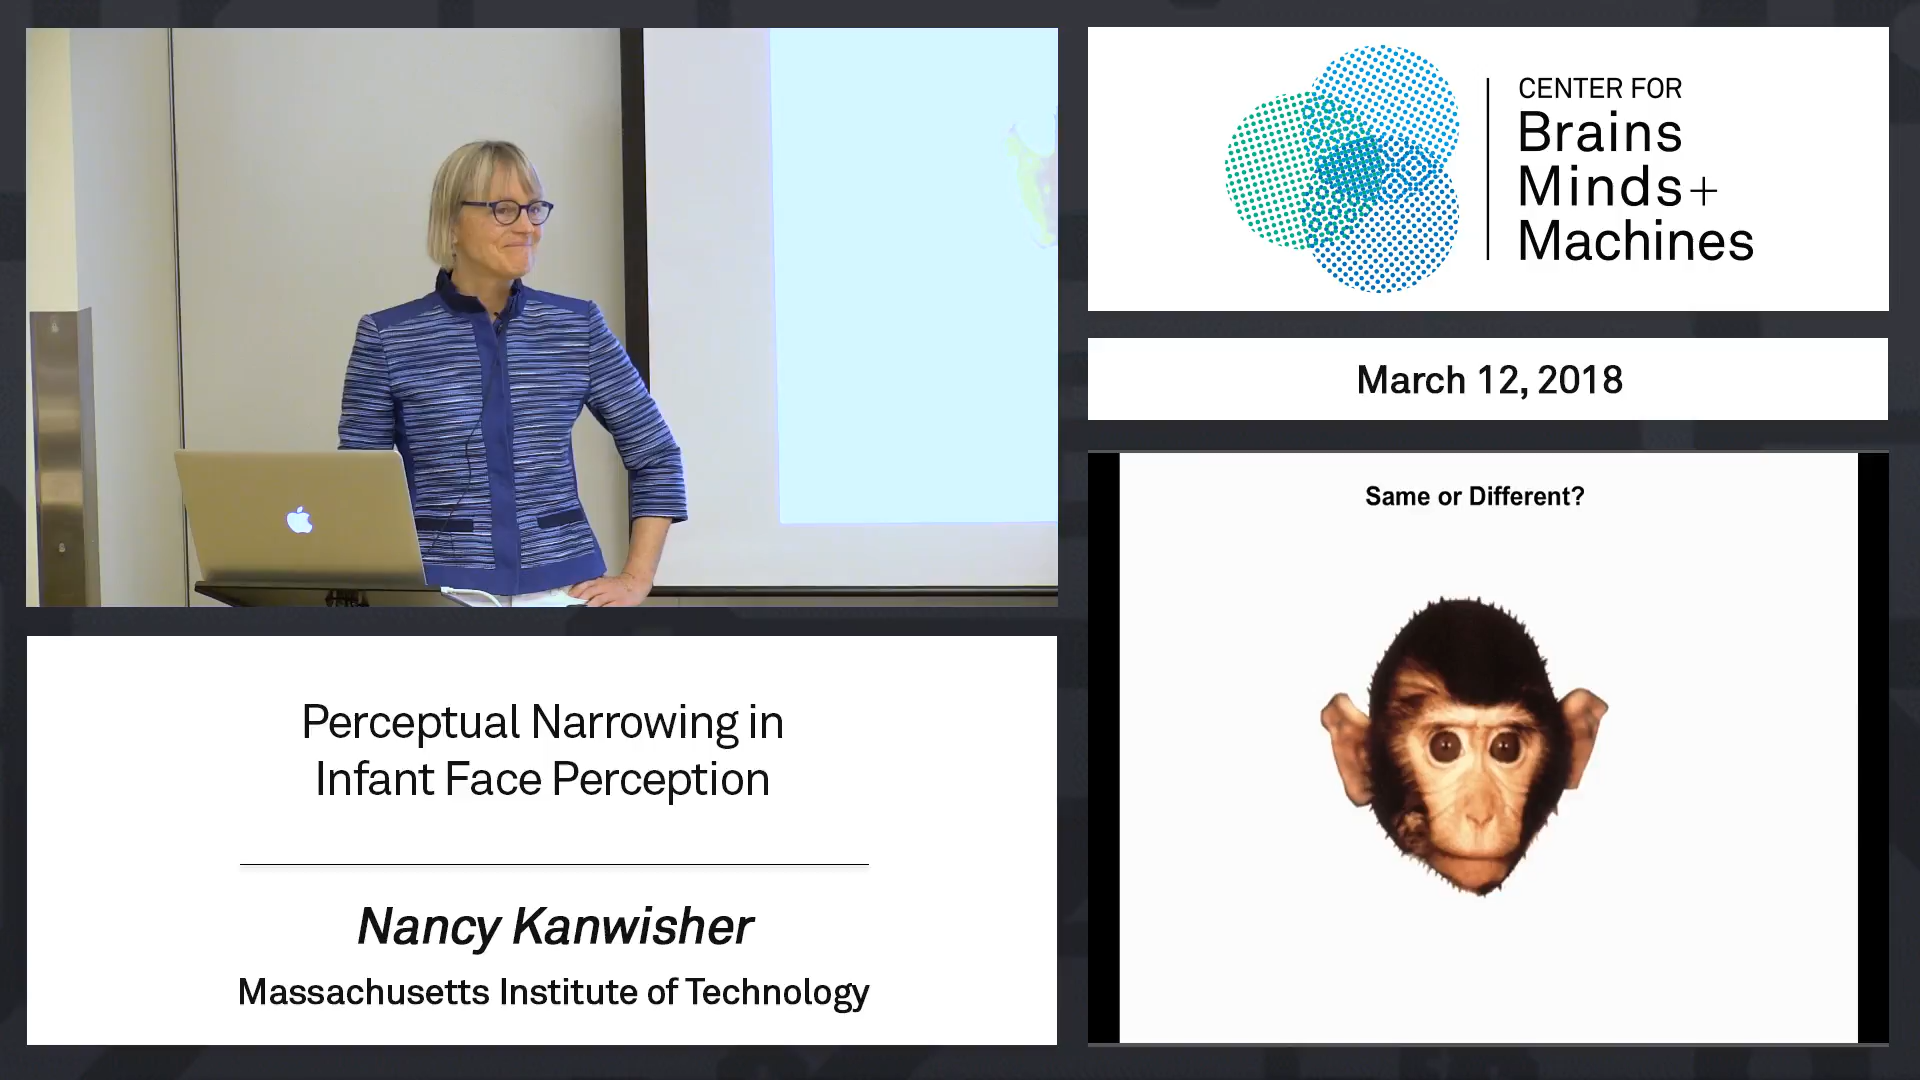 CENTER FOR
Brains
Minds+
Machines
March 12, 2018
Same or Different?
Perceptual Narrowing in
Infant Face Perception
Nancy Kanwisher
Massachusetts Institute of Technology